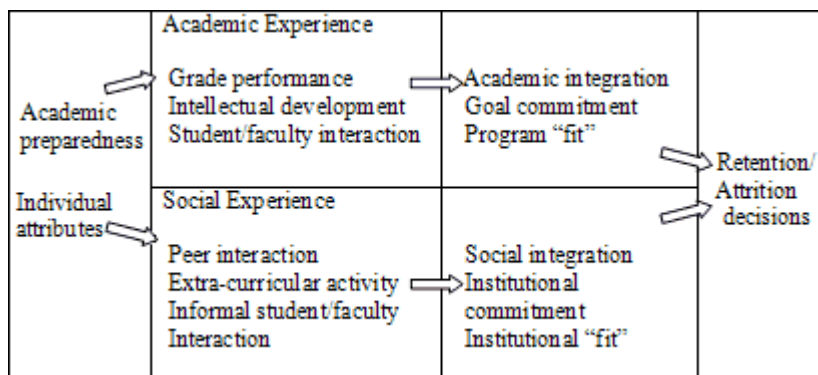 Academic
preparedness
Individual
attributes
Academic Experience
Grade performance
Intellectual development
Student/faculty interaction
Academic integration
Goal commitment
Program “fit”
Social Experience
Peer interaction
Extra-curricular activity
Informal student/faculty
Interaction
Social integration
Institutional
commitment
Institutional “fit”
Retention/
Attrition
decisions